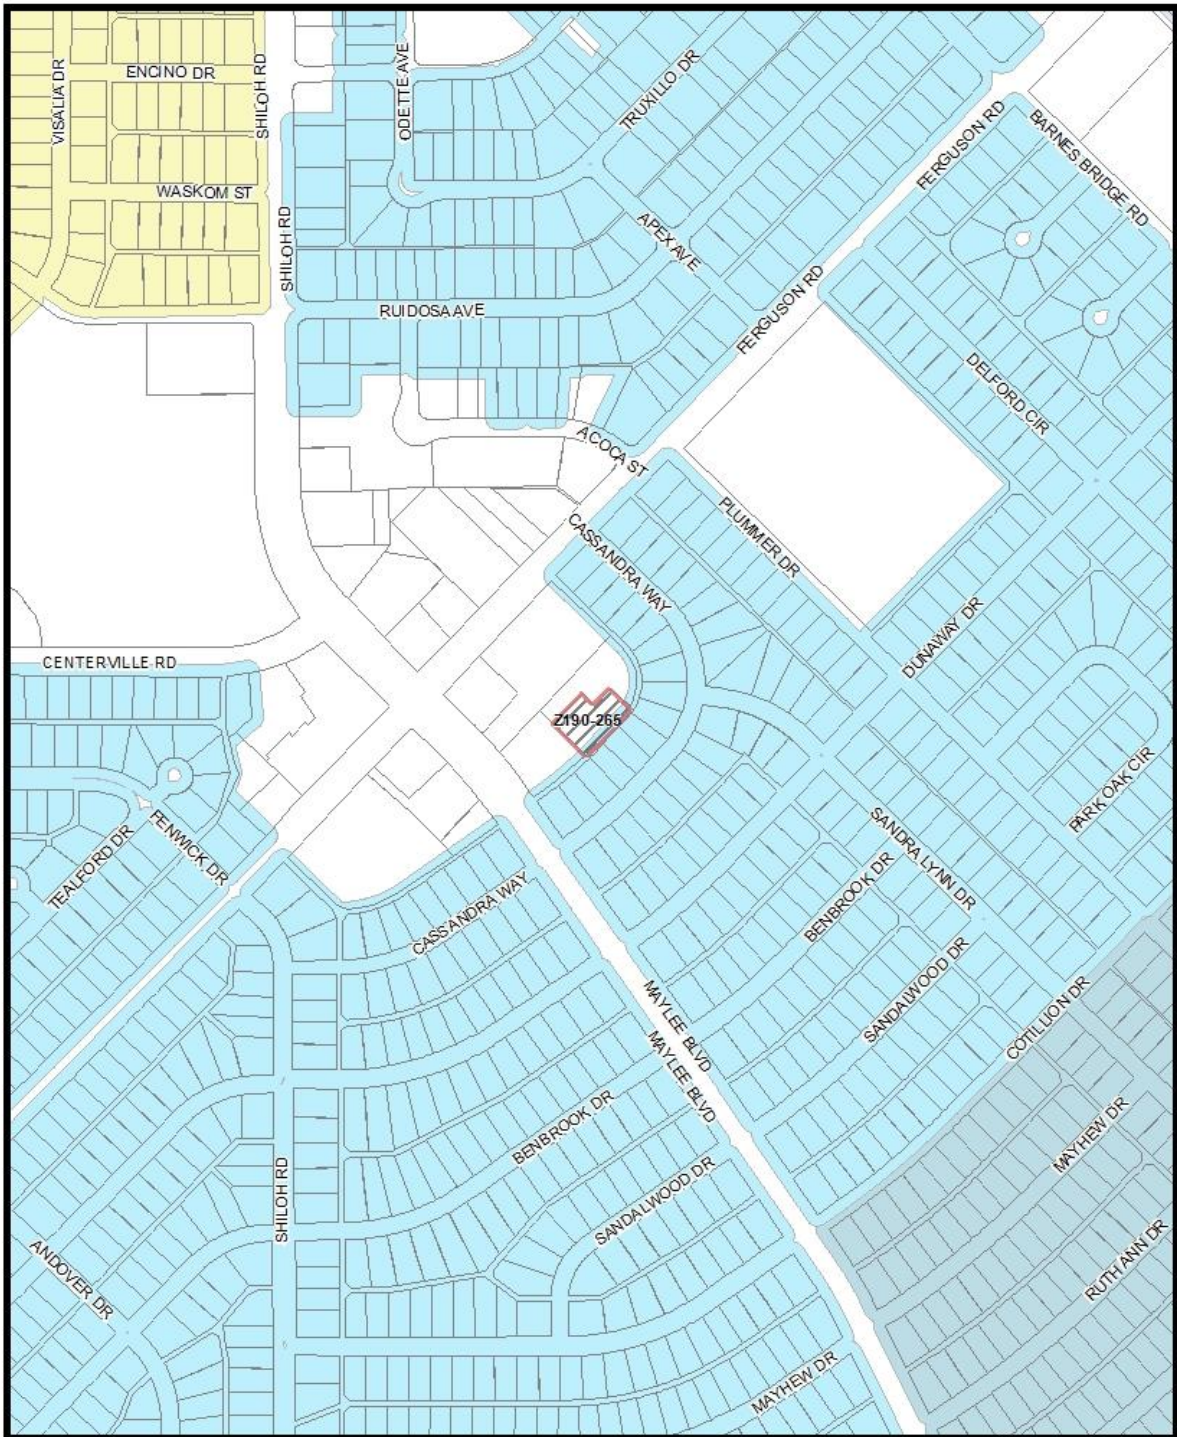 ENCINO DR
VISALIA DR
SHILOH RD
ODETTE AVE
TRUXILLO DR
FERGUSON RD
BARNES BRIDGE RD
WASKOM ST
SHILOH RD
APEX AVE
RUIDOSA AVE
FERGUSON RD
DELFORD CIR
ACOCA ST
CASSANDRA WAY
PLUMMER DR
DUNAWAY DR
CENTERVILLE RD
Z190-265
PARK OAK CIR
TEALFORD DR
FENWICK DR
SANDRA LYNN DR
BENBROOK DR
CASSANDRA WAY
SANDALWOOD DR
MAYLEE BLVD
MAYLEE BLVD
COTILLION DR
BENBROOK DR
MAYHEW DR
SHILOH RD
SANDALWOOD DR
ANDOVER DR
RUTH ANN DR
MAYHEW DR